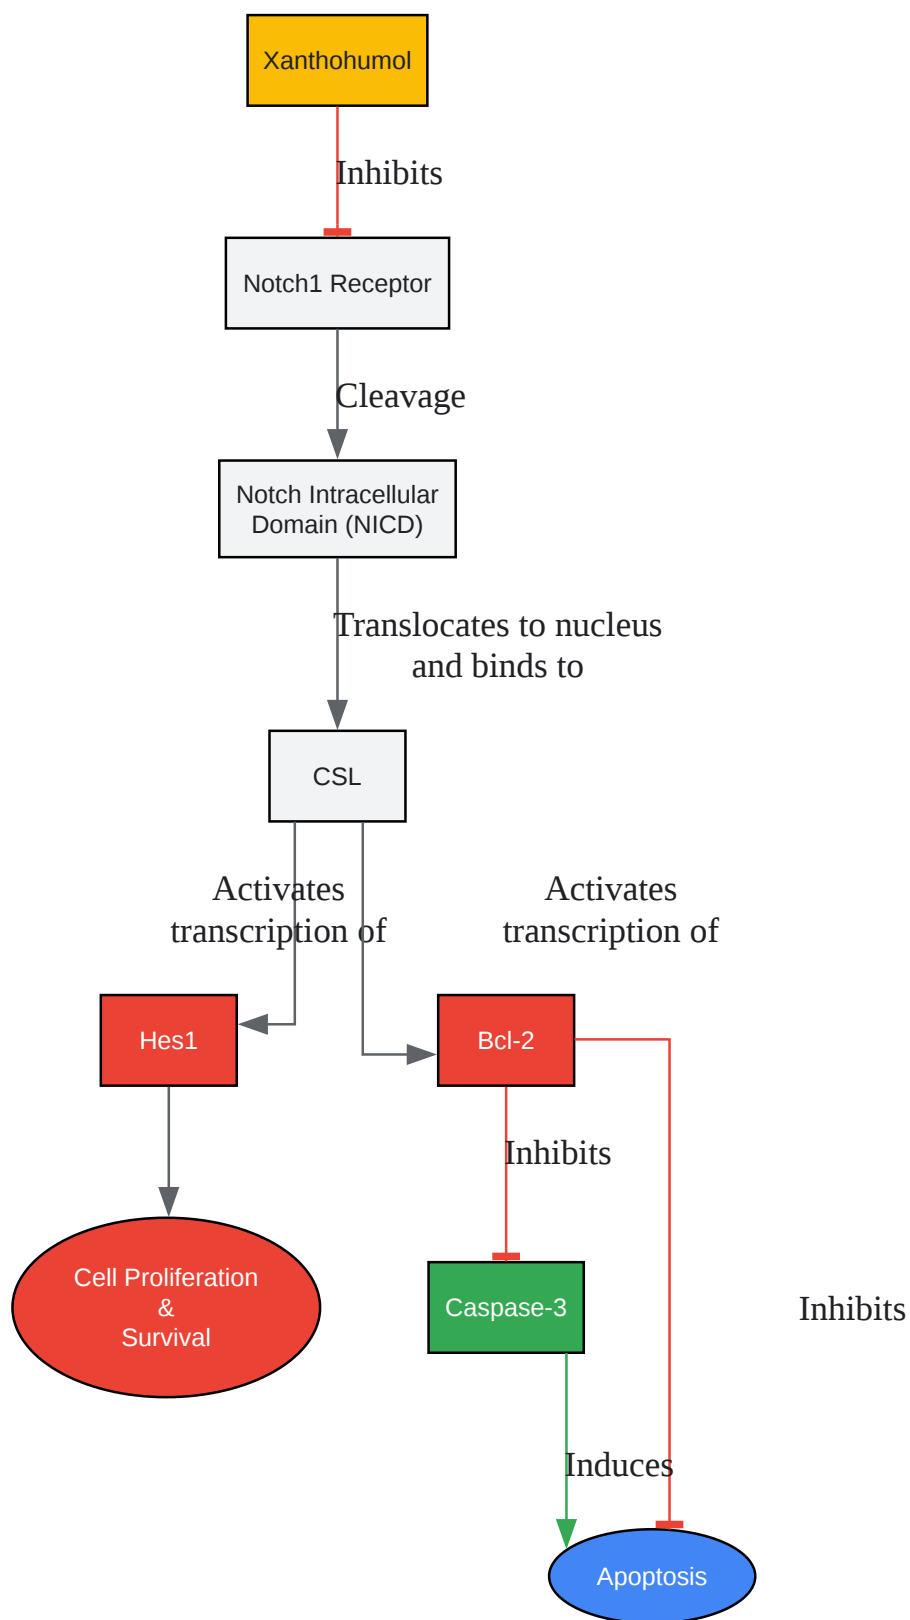 Xanthohumol
Inhibits
Notch1 Receptor
Cleavage
Notch Intracellular
Domain (NICD)
Translocates to nucleus
and binds to
CSL
Activates
transcription of
Activates
transcription of
Hes1
Bcl-2
Inhibits
Cell Proliferation
&
Survival
Caspase-3
Inhibits
Induces
Apoptosis